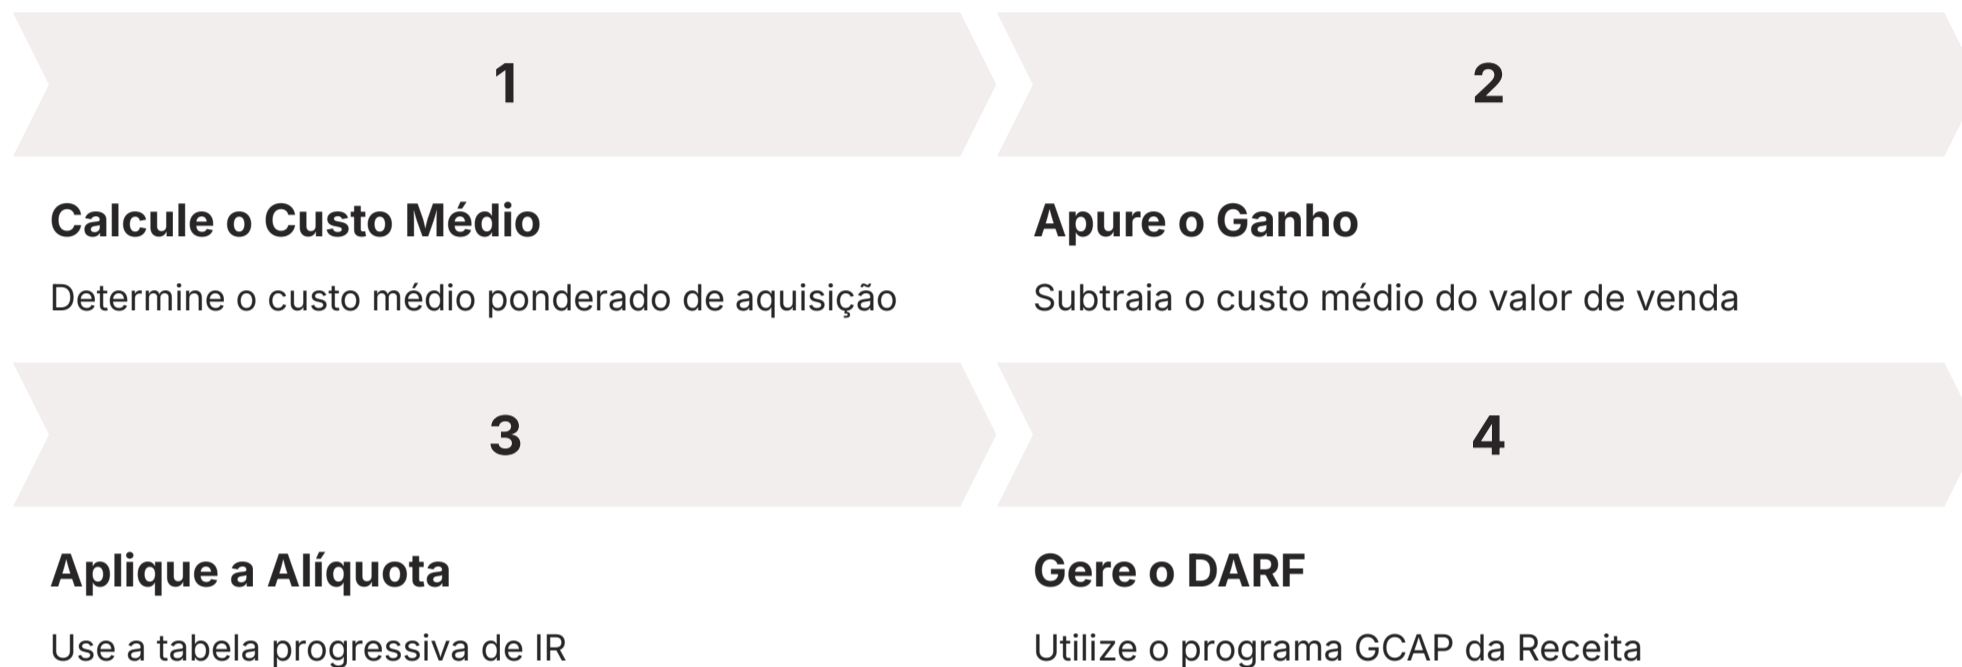 1
2
Calcule o Custo Médio
Determine o custo médio ponderado de aquisição
Apure o Ganho
Subtraia o custo médio do valor de venda
3
4
Aplique a Alíquota
Use a tabela progressiva de IR
Gere o DARF
Utilize o programa GCAP da Receita